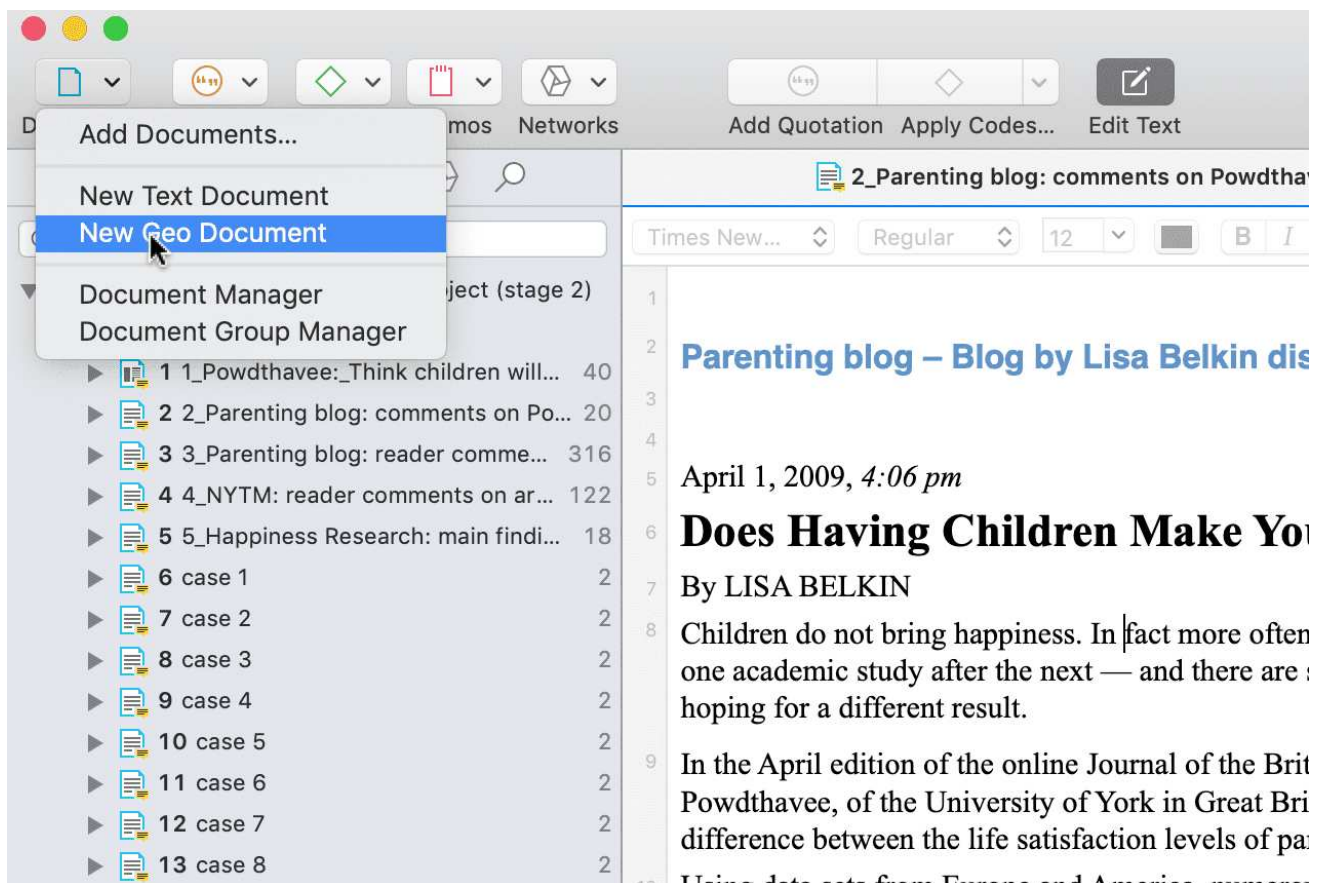 D
mos
Networks
Add Quotation
Apply Codes...
Edit Text
Add Documents...
New Text Document
New Geo Document
Document Manager
Document Group Manager
2_Parenting blog: comments on Powdtha
Times New...
Regular
12
B
I
ject (stage 2)
1 1_Powdthavee:_Think children will... 40
2 2_Parenting blog: comments on Po... 20
3 3_Parenting blog: reader comme... 316
4 4_NYTM: reader comments on ar... 122
5 5_Happiness Research: main findi... 18
6 case 1 2
7 case 2 2
8 case 3 2
9 case 4 2
10 case 5 2
11 case 6 2
12 case 7 2
13 case 8 2
1
2 Parenting blog – Blog by Lisa Belkin dis
3
4
5 April 1, 2009, 4:06 pm
6 Does Having Children Make You
7 By LISA BELKIN
8 Children do not bring happiness. In fact more often
one academic study after the next — and there are s
hoping for a different result.
9 In the April edition of the online Journal of the Brit
Powdthavee, of the University of York in Great Bri
difference between the life satisfaction levels of pa
Using data sets from Europe and America, numerou